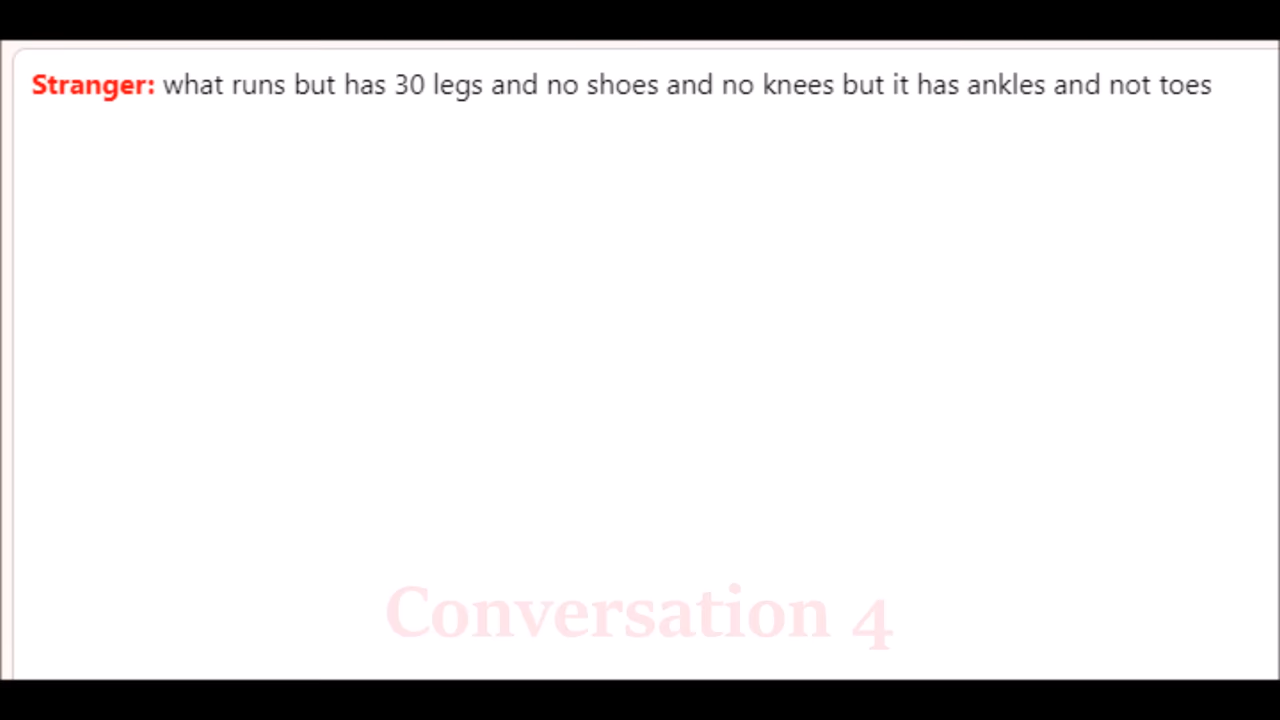 Stranger: what runs but has 30 legs and no shoes and no knees but it has ankles and not toes
Conversation 4